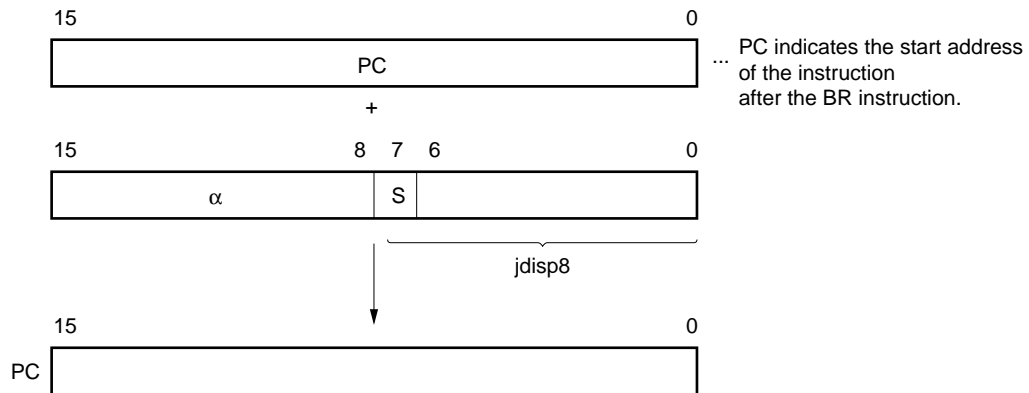 15 0
PC
... PC indicates the start address
of the instruction
after the BR instruction.
+
15 8 7 6 0
α S
jdisp8
15 0
PC